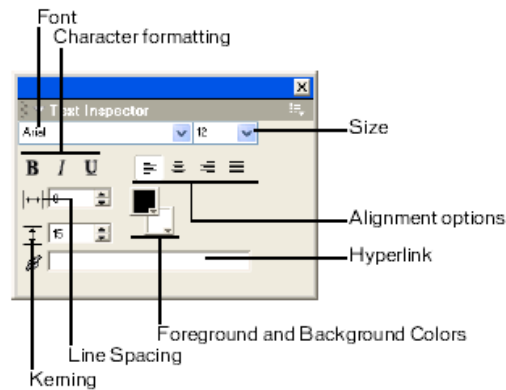 Font
Character formatting
Text Inspector
Arial
12
Size
B I U
0
Alignment options
15
Hyperlink
Foreground and Background Colors
Line Spacing
Kerning